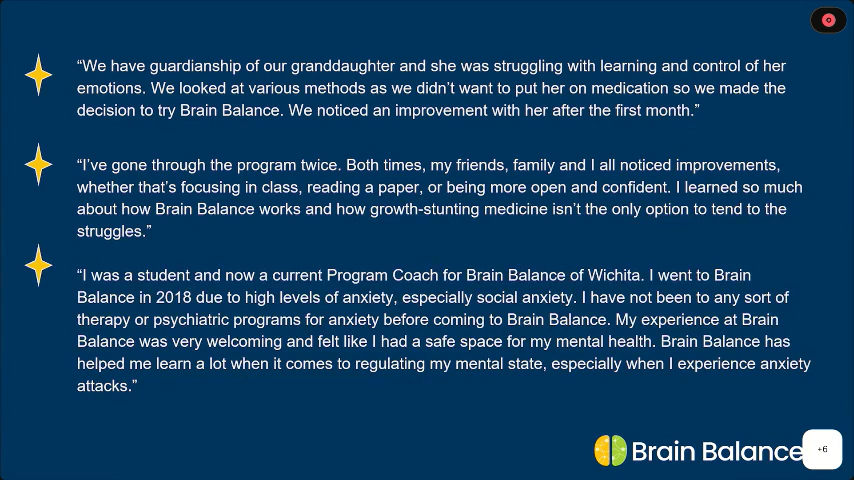 “We have guardianship of our granddaughter and she was struggling with learning and control of her
emotions. We looked at various methods as we didn’t want to put her on medication so we made the
decision to try Brain Balance. We noticed an improvement with her after the first month.”
“I’ve gone through the program twice. Both times, my friends, family and I all noticed improvements,
whether that’s focusing in class, reading a paper, or being more open and confident. I learned so much
about how Brain Balance works and how growth-stunting medicine isn’t the only option to tend to the
struggles.”
“I was a student and now a current Program Coach for Brain Balance of Wichita. I went to Brain
Balance in 2018 due to high levels of anxiety, especially social anxiety. I have not been to any sort of
therapy or psychiatric programs for anxiety before coming to Brain Balance. My experience at Brain
Balance was very welcoming and felt like I had a safe space for my mental health. Brain Balance has
helped me learn a lot when it comes to regulating my mental state, especially when I experience anxiety
attacks.”
Brain Balance
+6